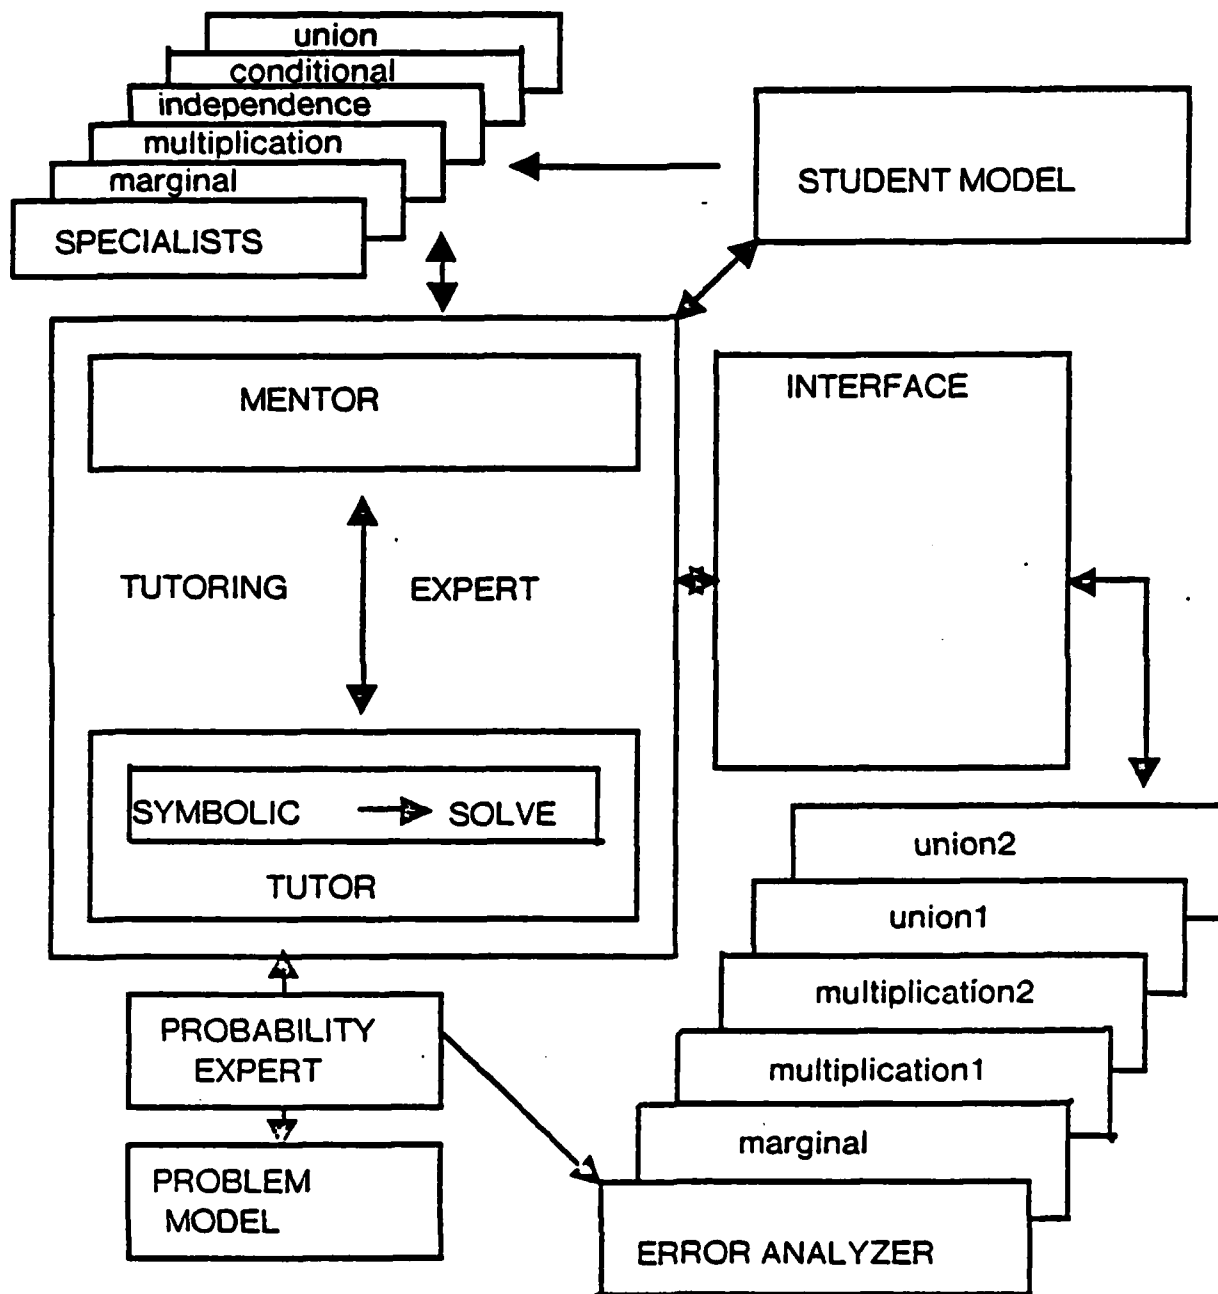 union
conditional
independence
multiplication
marginal
SPECIALISTS
STUDENT MODEL
MENTOR
INTERFACE
TUTORING EXPERT
SYMBOLIC SOLVE
TUTOR
union2
union1
multiplication2
multiplication1
marginal
ERROR ANALYZER
PROBABILITY
EXPERT
PROBLEM
MODEL